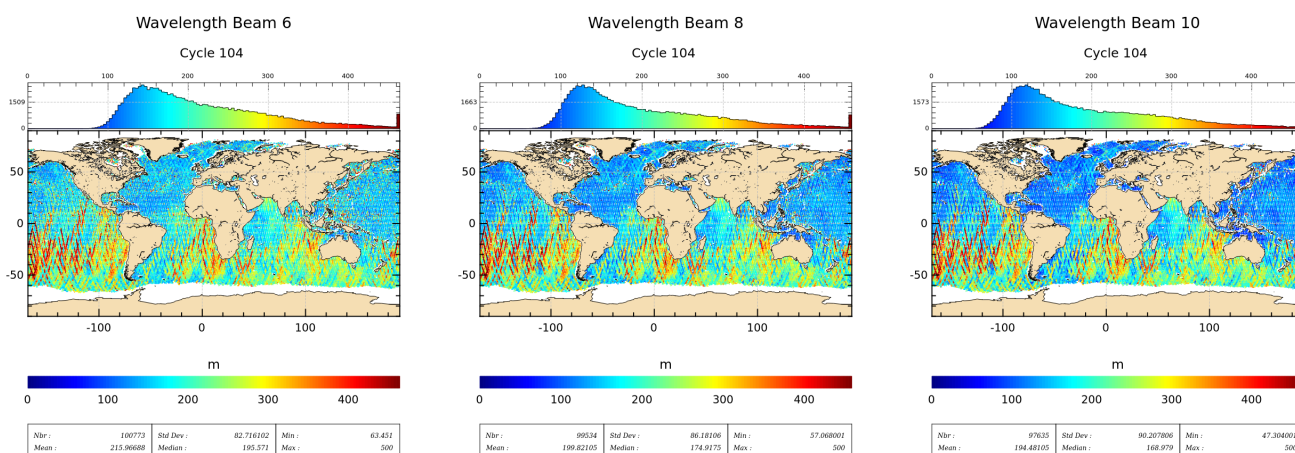 Wavelength Beam 6
Cycle 104
0 100 200 300 400
1509
0
50
0
-50
-100 0 100
m
0 100 200 300 400
Nbr : 100773 Std Dev : 82.716102 Min : 63.451
Mean : 215.96688 Median : 195.571 Max : 500
Wavelength Beam 8
Cycle 104
0 100 200 300 400
1663
0
50
0
-50
-100 0 100
m
0 100 200 300 400
Nbr : 99534 Std Dev : 86.18106 Min : 57.068001
Mean : 199.82105 Median : 174.9175 Max : 500
Wavelength Beam 10
Cycle 104
0 100 200 300 400
1573
0
50
0
-50
-100 0 100
m
0 100 200 300 400
Nbr : 97635 Std Dev : 90.207806 Min : 47.304001
Mean : 194.48105 Median : 168.979 Max : 500